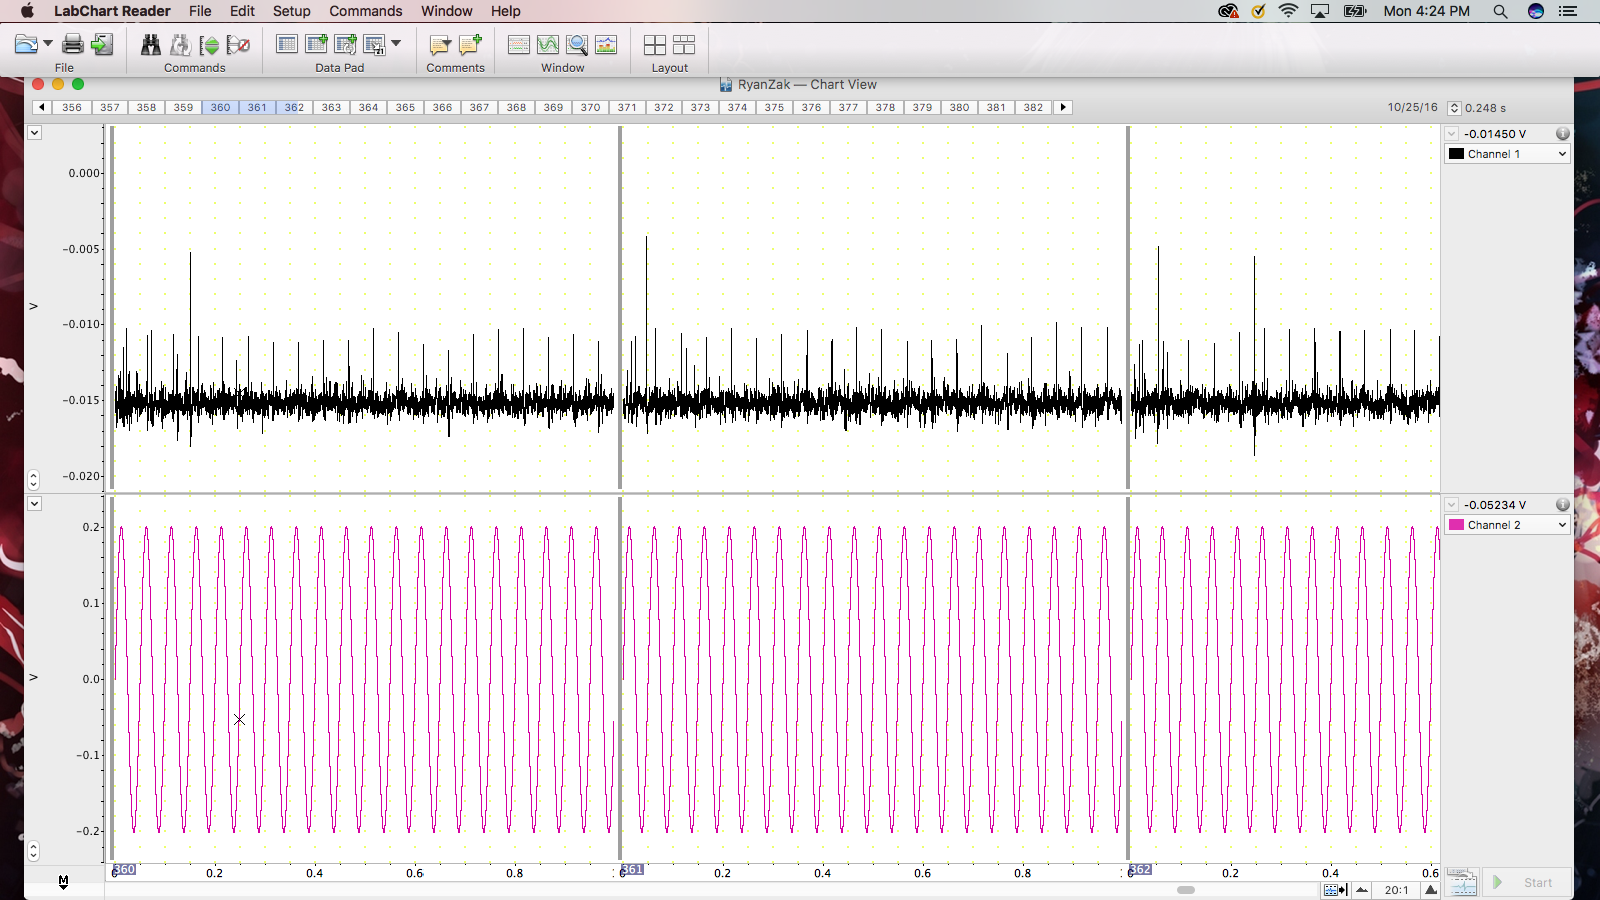 LabChart Reader File Edit Setup Commands Window Help Mon 4:24 PM
File Commands Data Pad Comments Window Layout
RyanZak — Chart View
356 357 358 359 360 361 362 363 364 365 366 367 368 369 370 371 372 373 374 375 376 377 378 379 380 381 382 10/25/16 0.248 s
-0.01450 V
Channel 1
0.000
-0.005
-0.010
-0.015
-0.020
-0.05234 V
Channel 2
0.2
0.1
0.0
-0.1
-0.2
360 361 362
0 0.2 0.4 0.6 0.8 0 0.2 0.4 0.6 0.8 0 0.2 0.4 0.6
M
20:1 Start